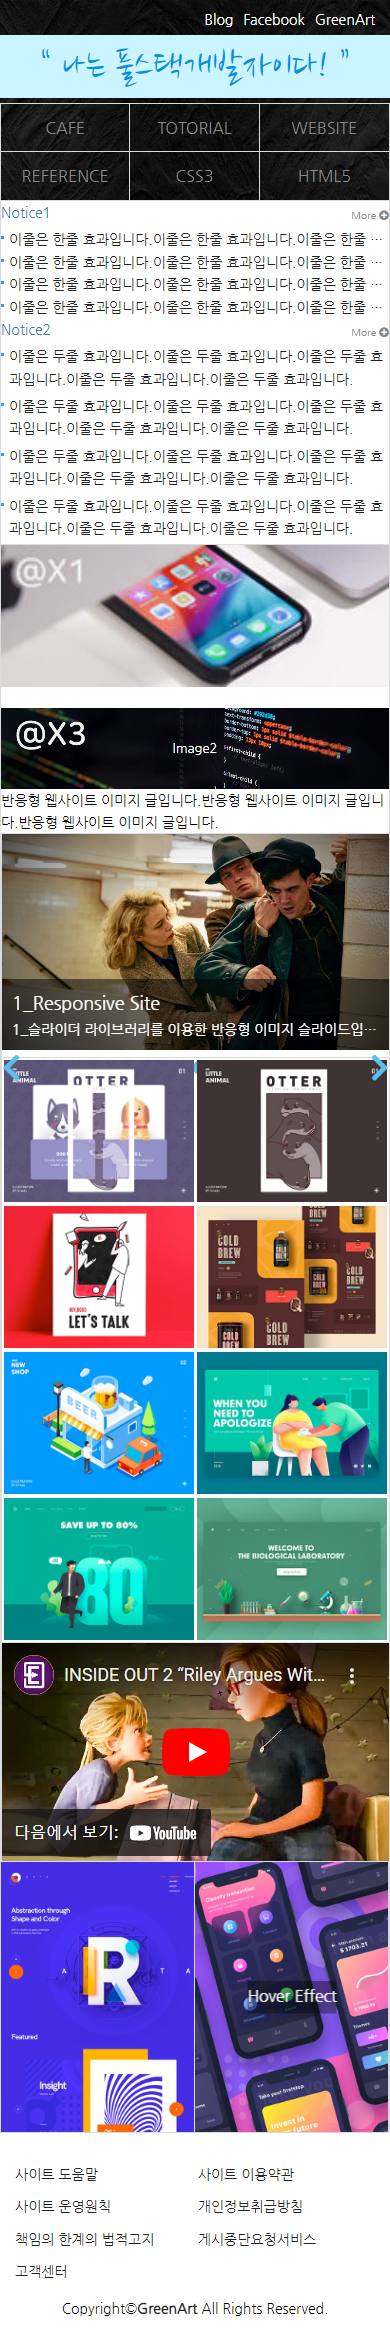 Blog Facebook GreenArt
“ 나는 풀스택개발자이다! ”
CAFE TOTORIAL WEBSITE
REFERENCE CSS3 HTML5
Notice1 More
이줄은 한줄 효과입니다.이줄은 한줄 효과입니다.이줄은 한줄 …
이줄은 한줄 효과입니다.이줄은 한줄 효과입니다.이줄은 한줄 …
이줄은 한줄 효과입니다.이줄은 한줄 효과입니다.이줄은 한줄 …
이줄은 한줄 효과입니다.이줄은 한줄 효과입니다.이줄은 한줄 …
Notice2 More
이줄은 두줄 효과입니다.이줄은 두줄 효과입니다.이줄은 두줄 효
과입니다.이줄은 두줄 효과입니다.이줄은 두줄 효과입니다.
이줄은 두줄 효과입니다.이줄은 두줄 효과입니다.이줄은 두줄 효
과입니다.이줄은 두줄 효과입니다.이줄은 두줄 효과입니다.
이줄은 두줄 효과입니다.이줄은 두줄 효과입니다.이줄은 두줄 효
과입니다.이줄은 두줄 효과입니다.이줄은 두줄 효과입니다.
이줄은 두줄 효과입니다.이줄은 두줄 효과입니다.이줄은 두줄 효
과입니다.이줄은 두줄 효과입니다.이줄은 두줄 효과입니다.
@X1
@X3
Image2
반응형 웹사이트 이미지 글입니다.반응형 웹사이트 이미지 글입니
다.반응형 웹사이트 이미지 글입니다.
1_Responsive Site
1_슬라이더 라이브러리를 이용한 반응형 이미지 슬라이드입…
LITTLE ANIMAL
OTTER
01
LITTLE ANIMAL
OTTER
01
LET'S TALK
COLD BREW
NEW SHOP
BEER
WHEN YOU NEED TO APOLOGIZE
SAVE UP TO 80%
80
WELCOME TO
THE BIOLOGICAL LABORATORY
INSIDE OUT 2 “Riley Argues Wit…
다음에서 보기: YouTube
Abstraction through
Shape and Color
R
Featured
Insight
Classify transaction
$ 1703.21
Hover Effect
Take your first step
Invest in
your future
사이트 도움말 사이트 이용약관
사이트 운영원칙 개인정보취급방침
책임의 한계의 법적고지 게시중단요청서비스
고객센터
Copyright©GreenArt All Rights Reserved.